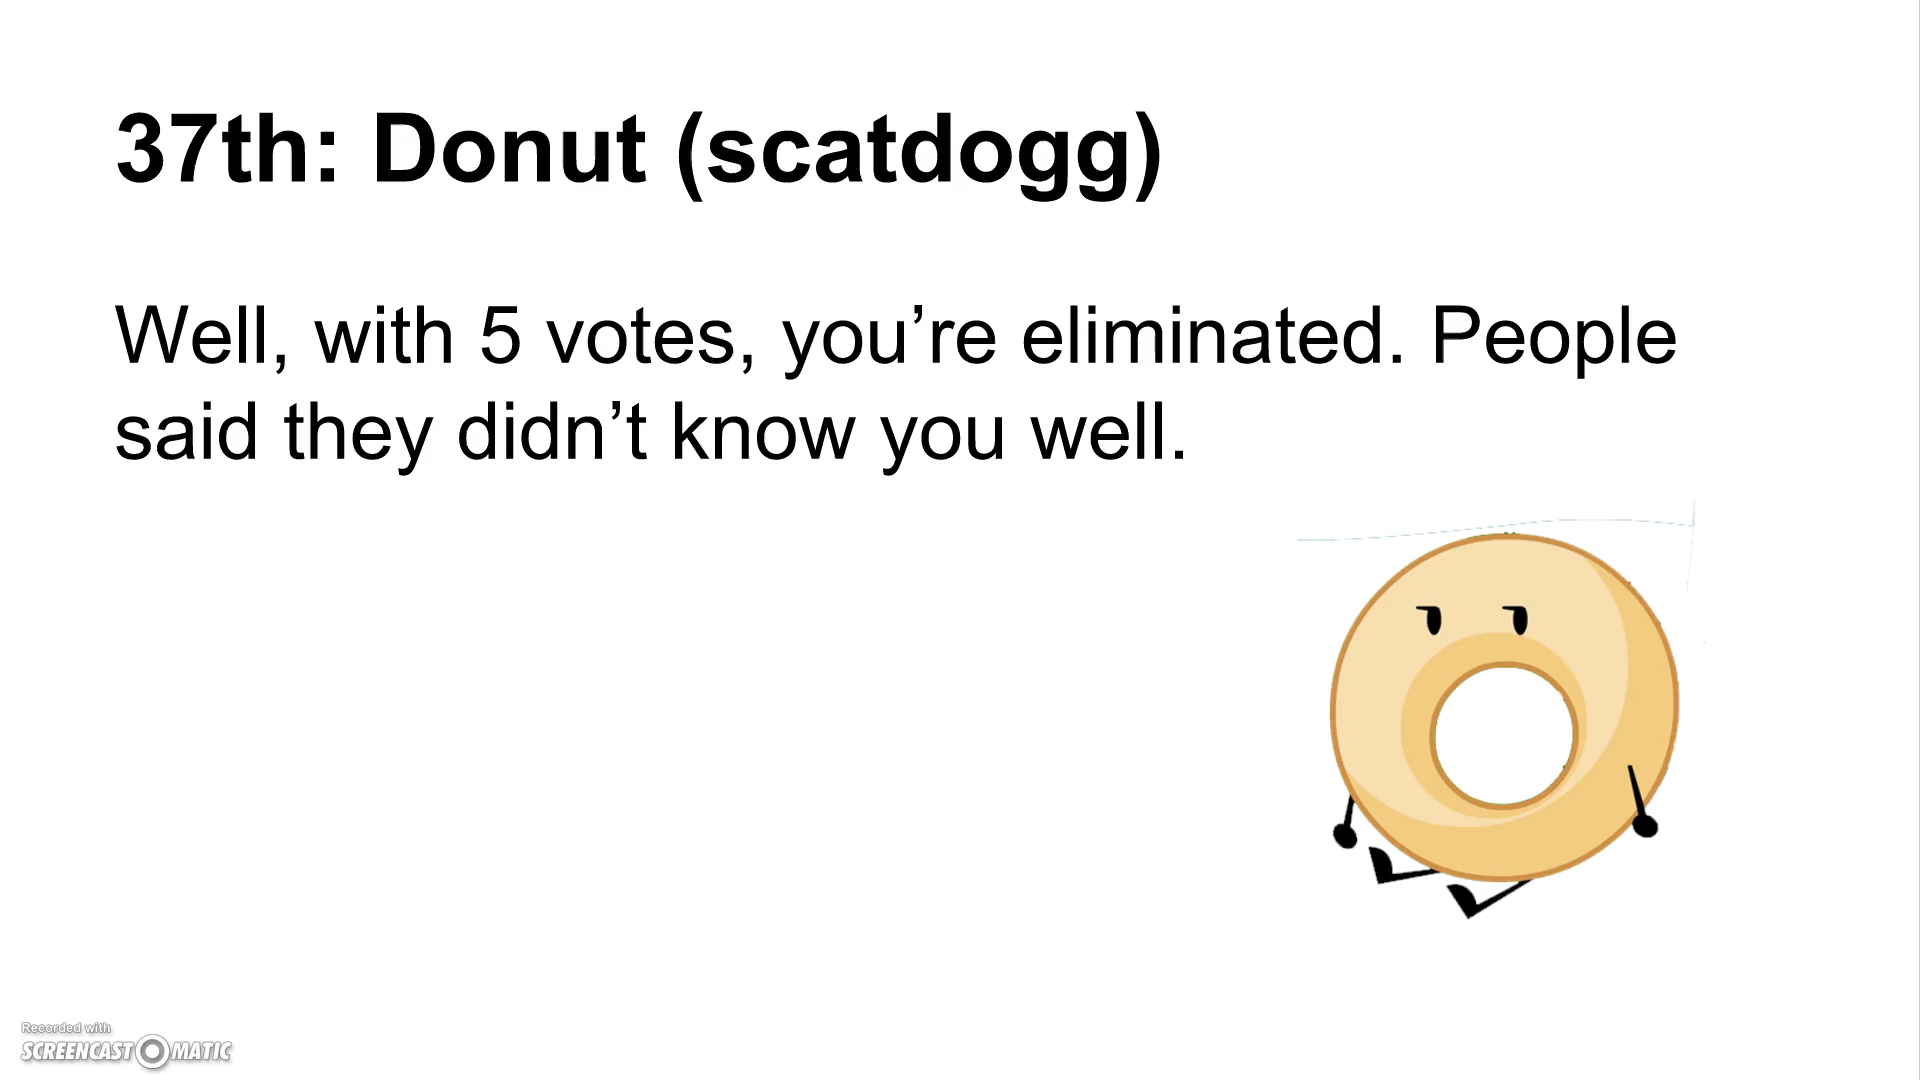 37th: Donut (scatdogg)
Well, with 5 votes, you’re eliminated. People
said they didn’t know you well.
Recorded with
SCREENCAST MATIC